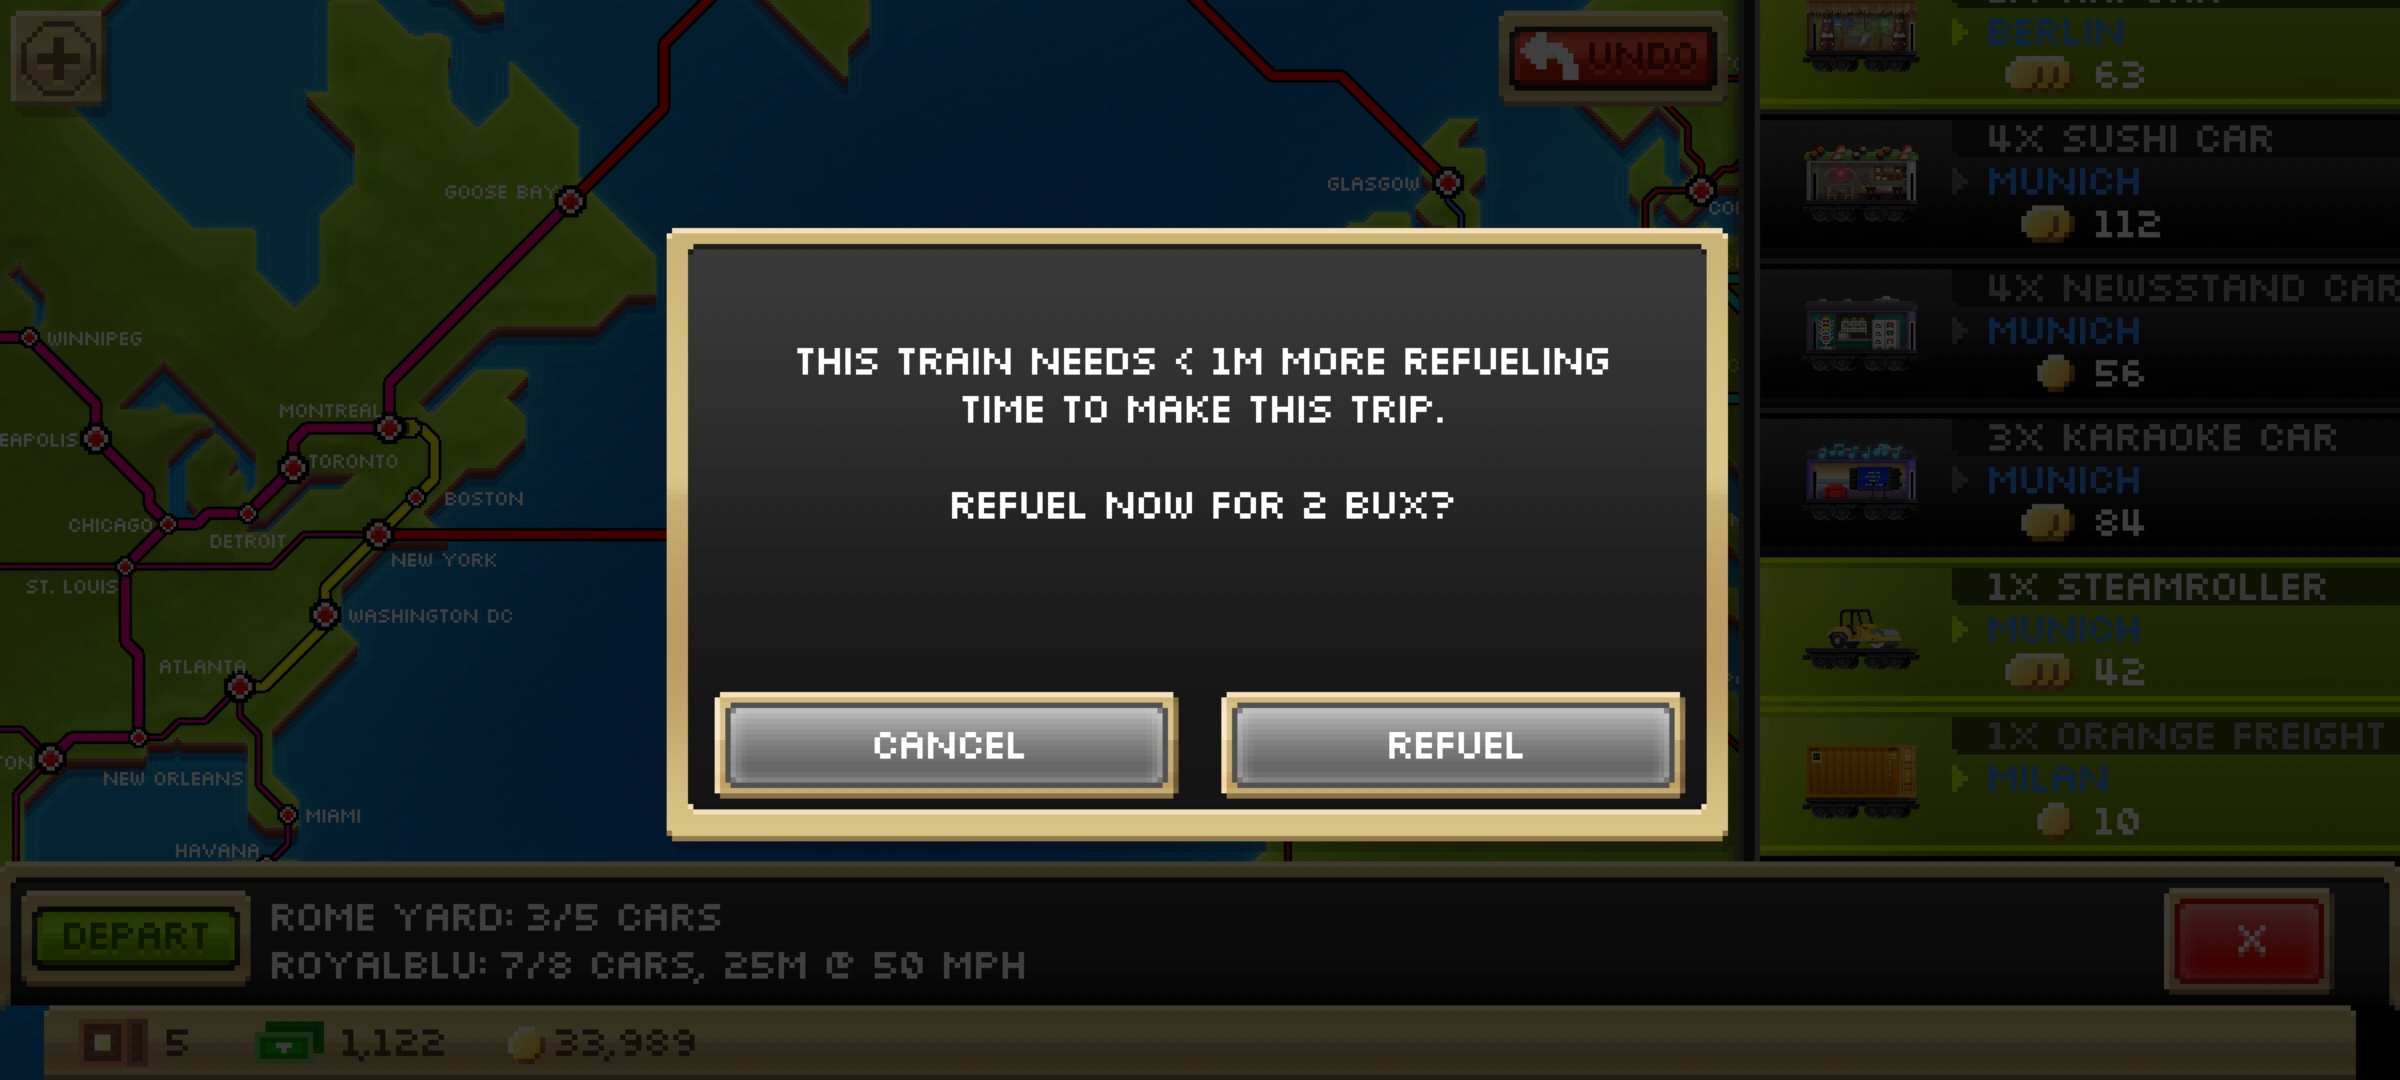 UNDO
GOOSE BAY
GLASGOW
WINNIPEG
MONTREAL
EAPOLIS
TORONTO
BOSTON
CHICAGO
DETROIT
NEW YORK
ST. LOUIS
WASHINGTON DC
ATLANTA
NEW ORLEANS
MIAMI
HAVANA
THIS TRAIN NEEDS < 1M MORE REFUELING
TIME TO MAKE THIS TRIP.
REFUEL NOW FOR 2 BUX?
CANCEL
REFUEL
BERLIN
63
4X SUSHI CAR
MUNICH
112
4X NEWSSTAND CAR
MUNICH
56
3X KARAOKE CAR
MUNICH
84
1X STEAMROLLER
MUNICH
42
1X ORANGE FREIGHT
MILAN
10
DEPART
ROME YARD: 3/5 CARS
ROYALBLU: 7/8 CARS, 25M @ 50 MPH
X
5
1,122
33,989